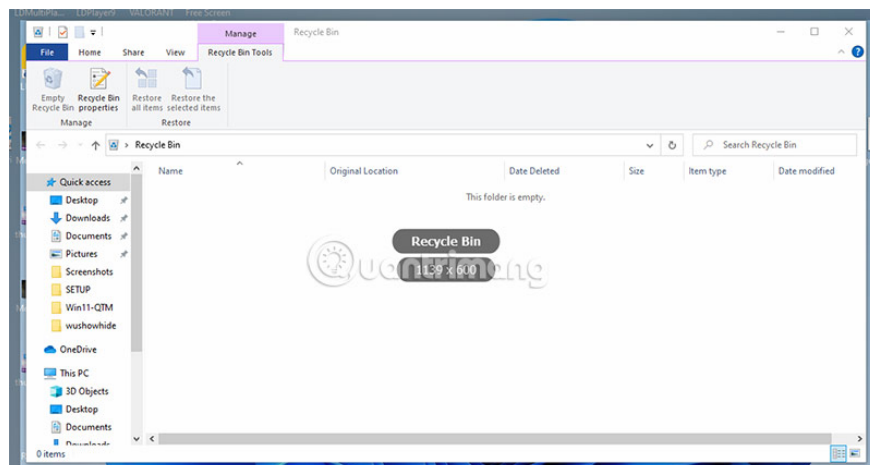 LDMultiPla... LDPlayer9 VALORANT Free Screen
Manage Recycle Bin
File Home Share View Recycle Bin Tools
Empty Recycle Bin Restore Restore the
Recycle Bin properties all items selected items
Manage Restore
Recycle Bin Search Recycle Bin
Name Original Location Date Deleted Size Item type Date modified
This folder is empty.
Quick access
Desktop
Downloads
Documents
Pictures
Screenshots
SETUP
Win11-QTM
wushowhide
OneDrive
This PC
3D Objects
Desktop
Documents
Downloads
Recycle Bin
1139 x 600
Quantrimang
0 items